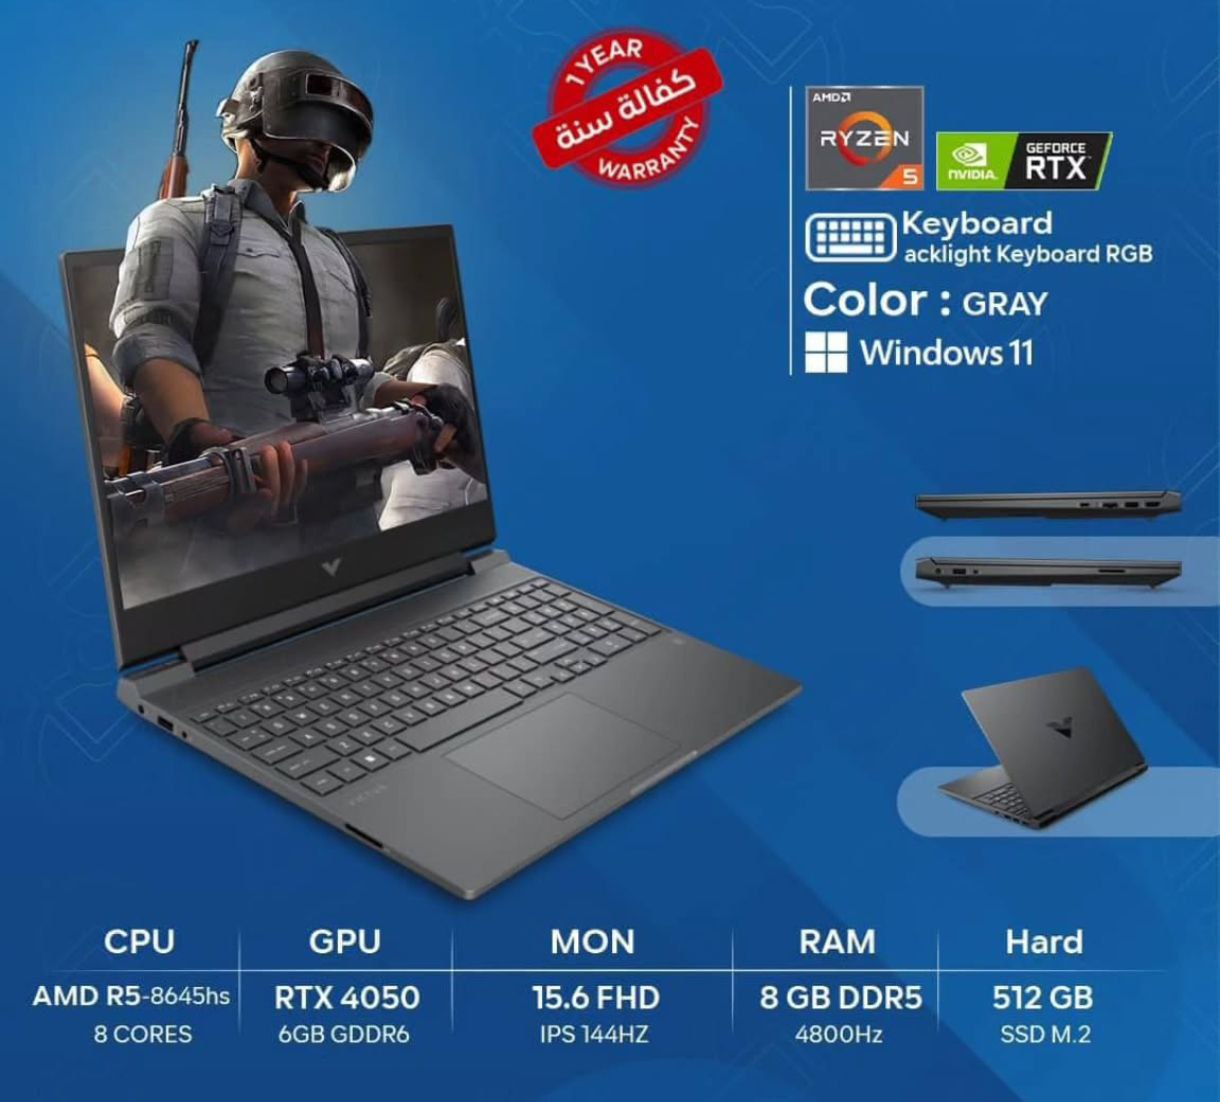 1 YEAR
كفالة سنة
WARRANTY
AMD
RYZEN
5
NVIDIA.
GEFORCE
RTX
Keyboard
acklight Keyboard RGB
Color : GRAY
Windows 11
CPU GPU MON RAM Hard
AMD R5-8645hs RTX 4050 15.6 FHD 8 GB DDR5 512 GB
8 CORES 6GB GDDR6 IPS 144HZ 4800Hz SSD M.2